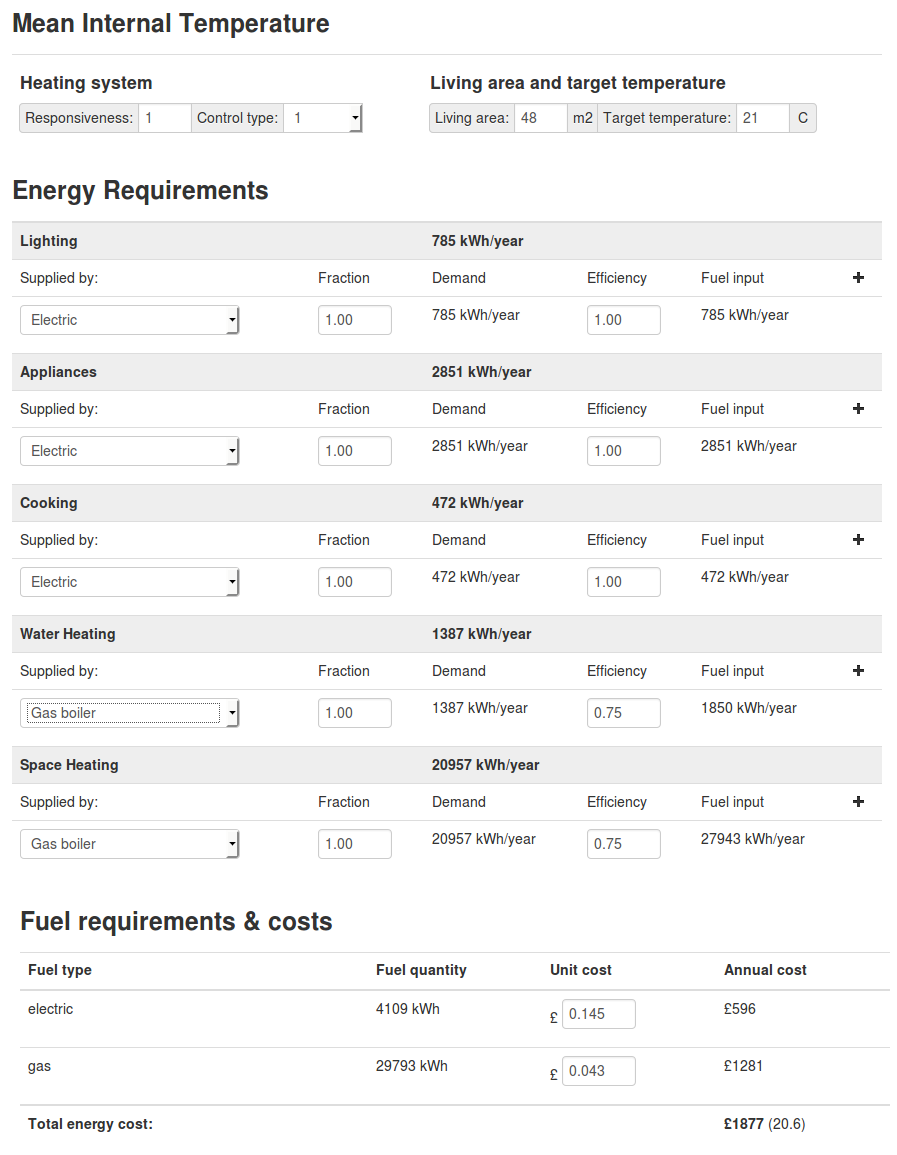 Mean Internal Temperature
Heating system Living area and target temperature
Responsiveness: 1 Control type: 1 Living area: 48 m2 Target temperature: 21 C
Energy Requirements
Lighting 785 kWh/year
Supplied by: Fraction Demand Efficiency Fuel input +
Electric 1.00 785 kWh/year 1.00 785 kWh/year
Appliances 2851 kWh/year
Supplied by: Fraction Demand Efficiency Fuel input +
Electric 1.00 2851 kWh/year 1.00 2851 kWh/year
Cooking 472 kWh/year
Supplied by: Fraction Demand Efficiency Fuel input +
Electric 1.00 472 kWh/year 1.00 472 kWh/year
Water Heating 1387 kWh/year
Supplied by: Fraction Demand Efficiency Fuel input +
Gas boiler 1.00 1387 kWh/year 0.75 1850 kWh/year
Space Heating 20957 kWh/year
Supplied by: Fraction Demand Efficiency Fuel input +
Gas boiler 1.00 20957 kWh/year 0.75 27943 kWh/year
Fuel requirements & costs
Fuel type Fuel quantity Unit cost Annual cost
electric 4109 kWh £ 0.145 £596
gas 29793 kWh £ 0.043 £1281
Total energy cost: £1877 (20.6)